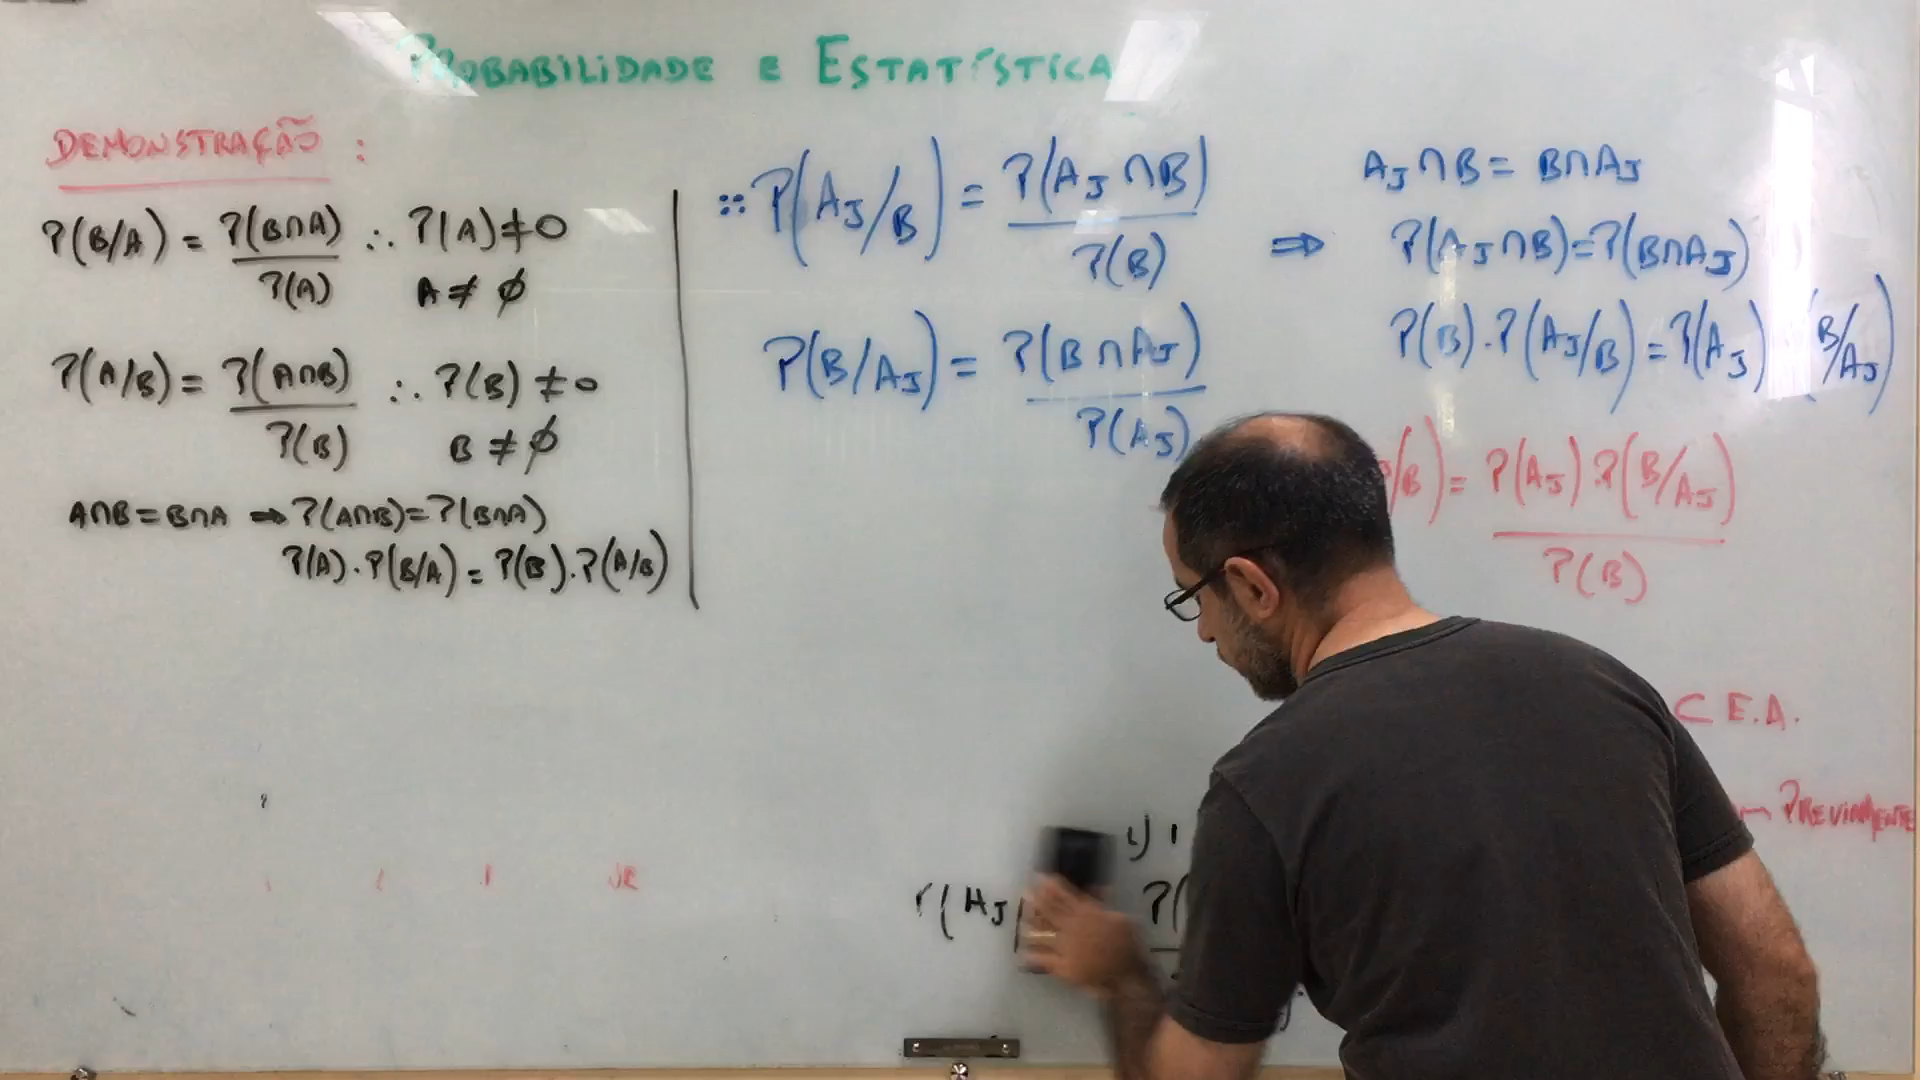 PROBABILIDADE E ESTATÍSTICA
DEMONSTRAÇÃO :
P(B/A) = P(B∩A) ∴ P(A) ≠ 0
P(A) A ≠ ∅
P(A/B) = P(A∩B) ∴ P(B) ≠ 0
P(B) B ≠ ∅
A∩B = B∩A ⇒ P(A∩B) = P(B∩A)
P(A) . P(B/A) = P(B) . P(A/B)
:: P(AJ/B) = P(AJ ∩ B)
P(B)
P(B/AJ) = P(B ∩ AJ)
P(AJ)
⇒ AJ ∩ B = B ∩ AJ
P(AJ ∩ B) = P(B ∩ AJ)
P(B) . P(AJ/B) = P(AJ) (B/AJ)
/B) = P(AJ) . P(B/AJ)
P(B)
C E.A.
PREVIAMENTE